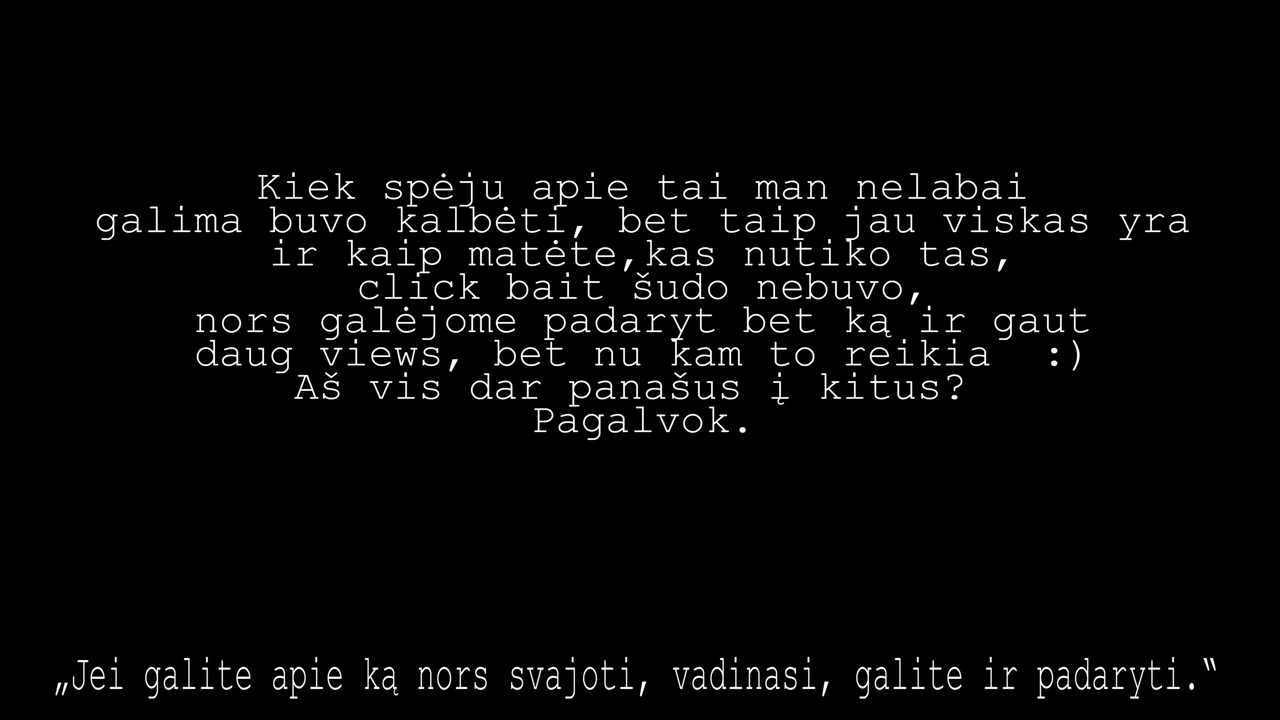 Kiek spėju apie tai man nelabai
galima buvo kalbėti, bet taip jau viskas yra
ir kaip matėte,kas nutiko tas,
click bait šudo nebuvo,
nors galėjome padaryt bet ką ir gaut
daug views, bet nu kam to reikia  :)
Aš vis dar panašus į kitus?
Pagalvok.
„Jei galite apie ką nors svajoti, vadinasi, galite ir padaryti.“